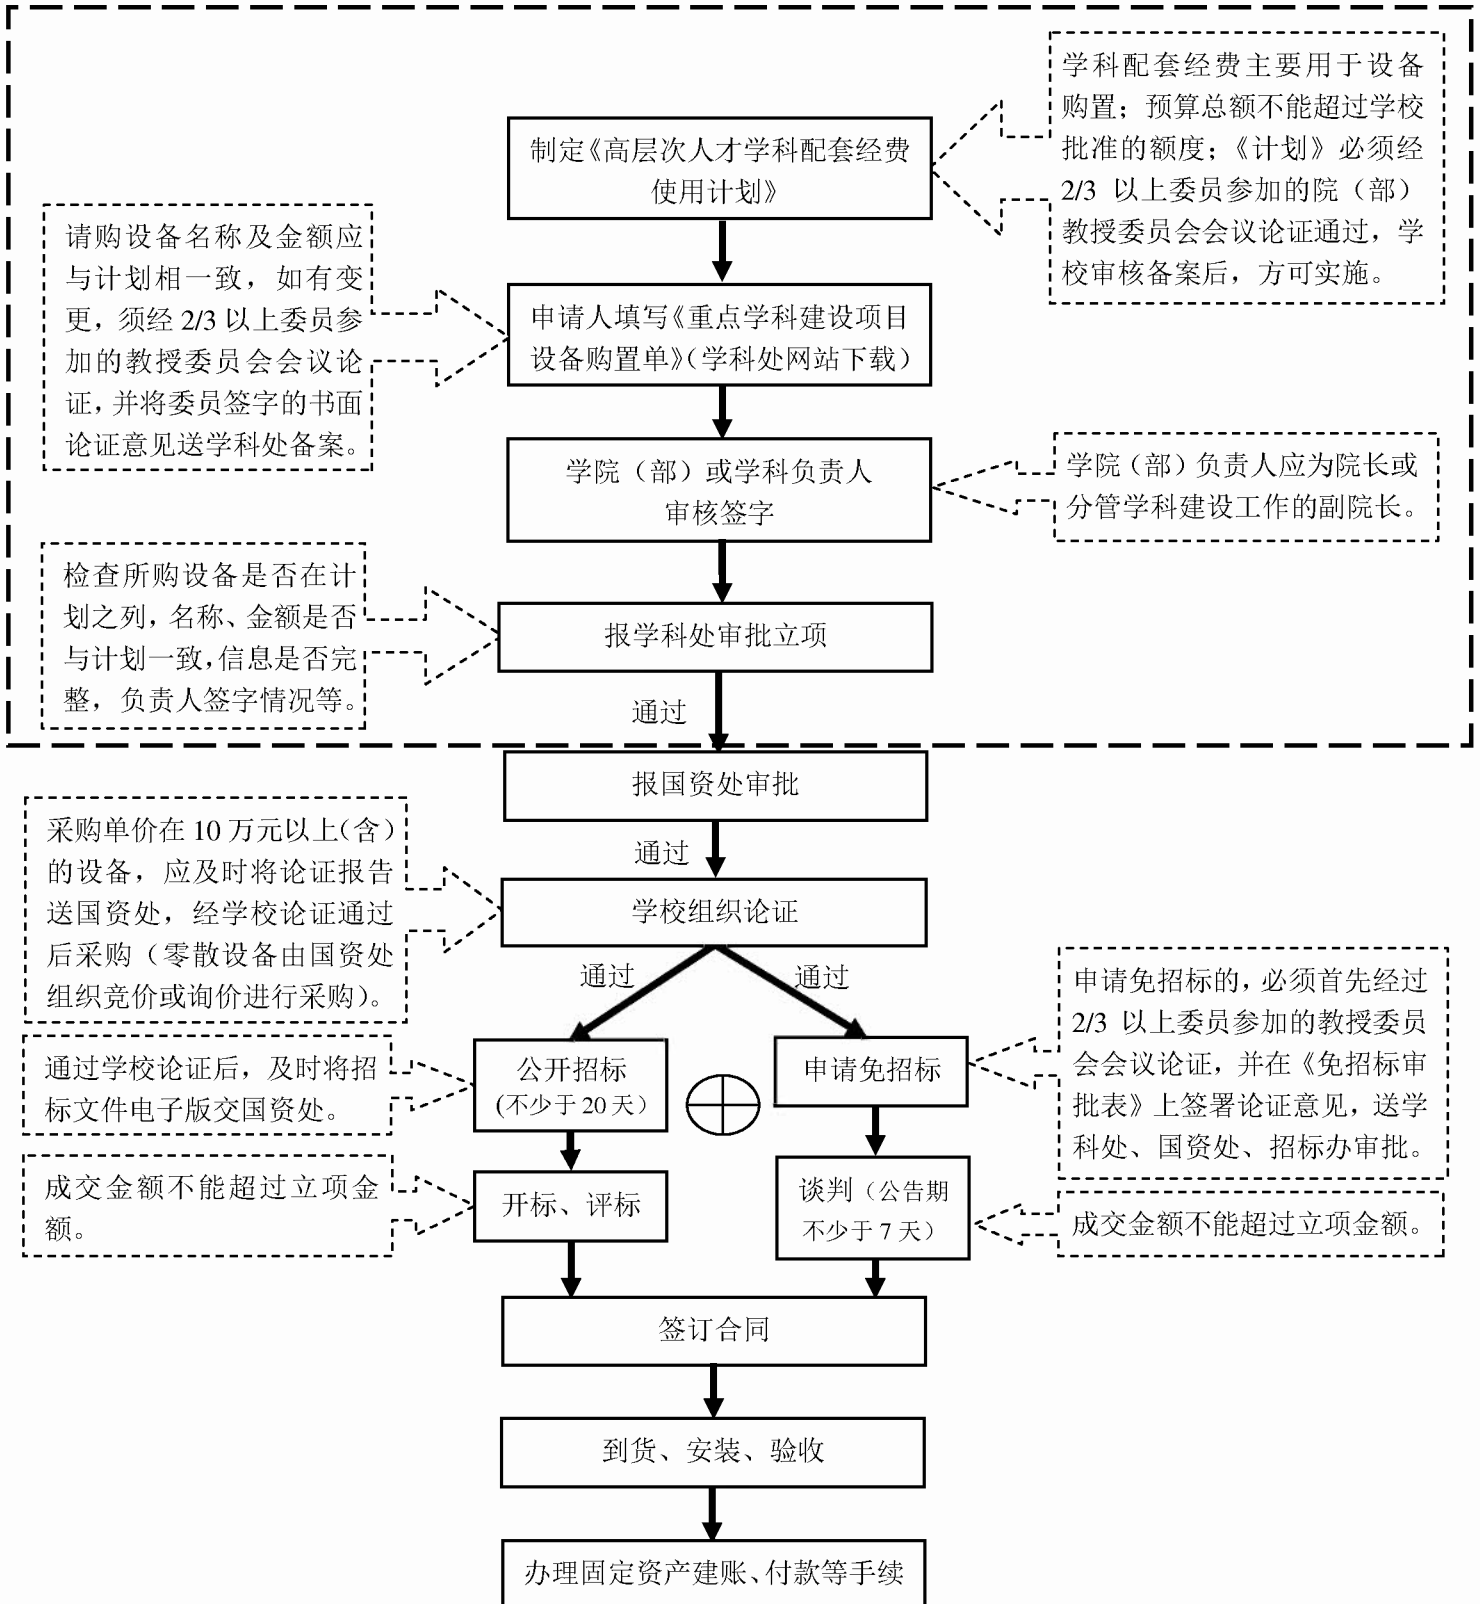 学科配套经费主要用于设备
购置；预算总额不能超过学校
批准的额度；《计划》必须经
2/3 以上委员参加的院（部）
教授委员会会议论证通过，学
校审核备案后，方可实施。
制定《高层次人才学科配套经费
使用计划》
请购设备名称及金额应
与计划相一致，如有变
更，须经 2/3 以上委员参
加的教授委员会会议论
证，并将委员签字的书面
论证意见送学科处备案。
申请人填写《重点学科建设项目
设备购置单》（学科处网站下载）
学院（部）或学科负责人
审核签字
学院（部）负责人应为院长或
分管学科建设工作的副院长。
检查所购设备是否在计
划之列，名称、金额是否
与计划一致，信息是否完
整，负责人签字情况等。
报学科处审批立项
通过
报国资处审批
通过
采购单价在 10 万元以上（含）
的设备，应及时将论证报告
送国资处，经学校论证通过
后采购（零散设备由国资处
组织竞价或询价进行采购）。
学校组织论证
通过
通过
申请免招标的，必须首先经过
2/3 以上委员参加的教授委员
会会议论证，并在《免招标审
批表》上签署论证意见，送学
科处、国资处、招标办审批。
通过学校论证后，及时将招
标文件电子版交国资处。
公开招标
（不少于 20 天）
申请免招标
成交金额不能超过立项金
额。
开标、评标
谈判（公告期
不少于 7 天）
成交金额不能超过立项金额。
签订合同
到货、安装、验收
办理固定资产建账、付款等手续